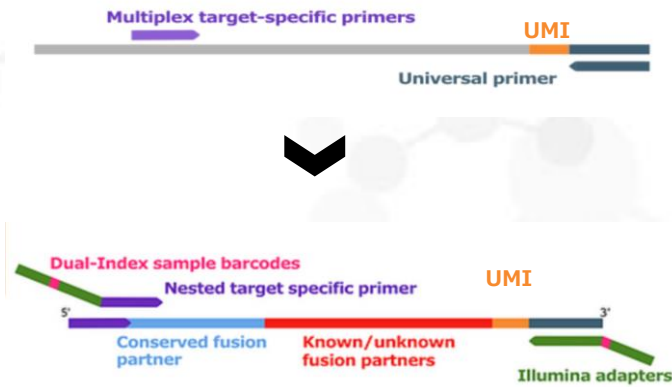 Multiplex target-specific primers
UMI
Universal primer
Dual-Index sample barcodes
UMI
Nested target specific primer
5'
3'
Conserved fusion
partner
Known/unknown
fusion partners
Illumina adapters